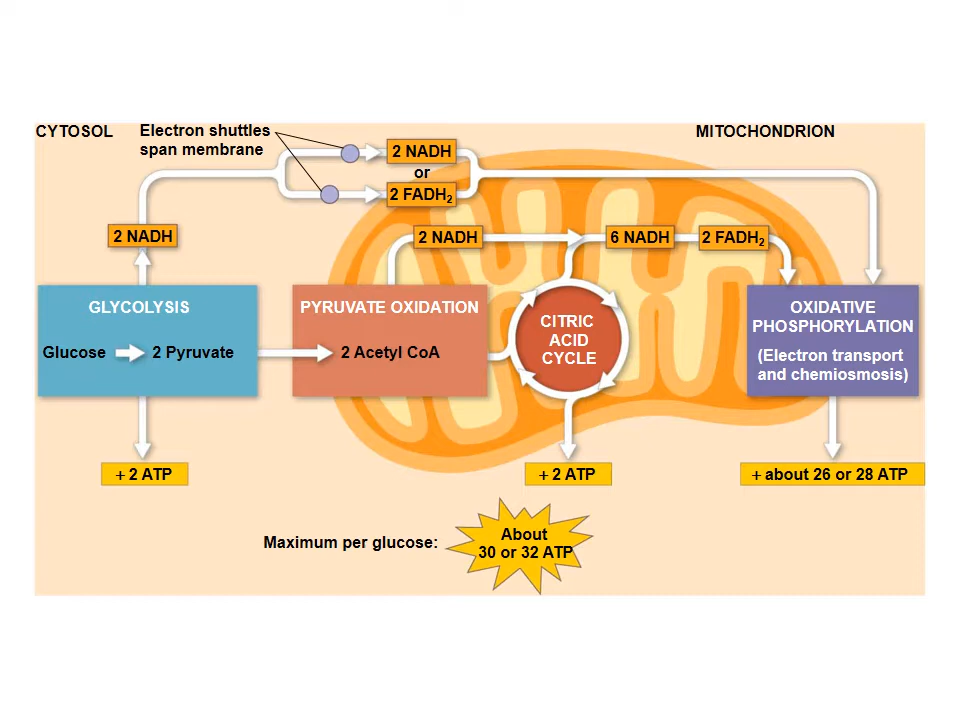 CYTOSOL
Electron shuttles
span membrane
MITOCHONDRION
2 NADH
or
2 FADH₂
2 NADH
2 NADH
6 NADH
2 FADH₂
GLYCOLYSIS
Glucose
2 Pyruvate
PYRUVATE OXIDATION
2 Acetyl CoA
CITRIC
ACID
CYCLE
OXIDATIVE
PHOSPHORYLATION
(Electron transport
and chemiosmosis)
+ 2 ATP
+ 2 ATP
+ about 26 or 28 ATP
Maximum per glucose:
About
30 or 32 ATP